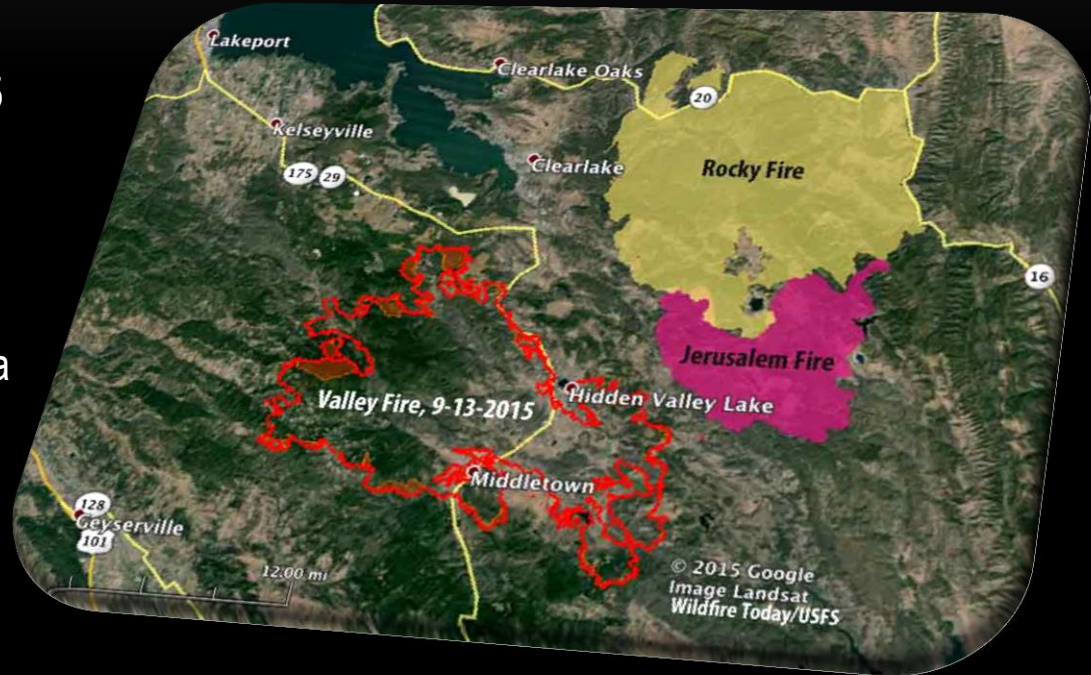 Lakeport
Clearlake Oaks
20
Kelseyville
Clearlake
Rocky Fire
175 29
16
a
Jerusalem Fire
Hidden Valley Lake
Valley Fire, 9-13-2015
Middletown
128
Geyserville
101
12.00 mi
© 2015 Google
Image Landsat
Wildfire Today/USFS